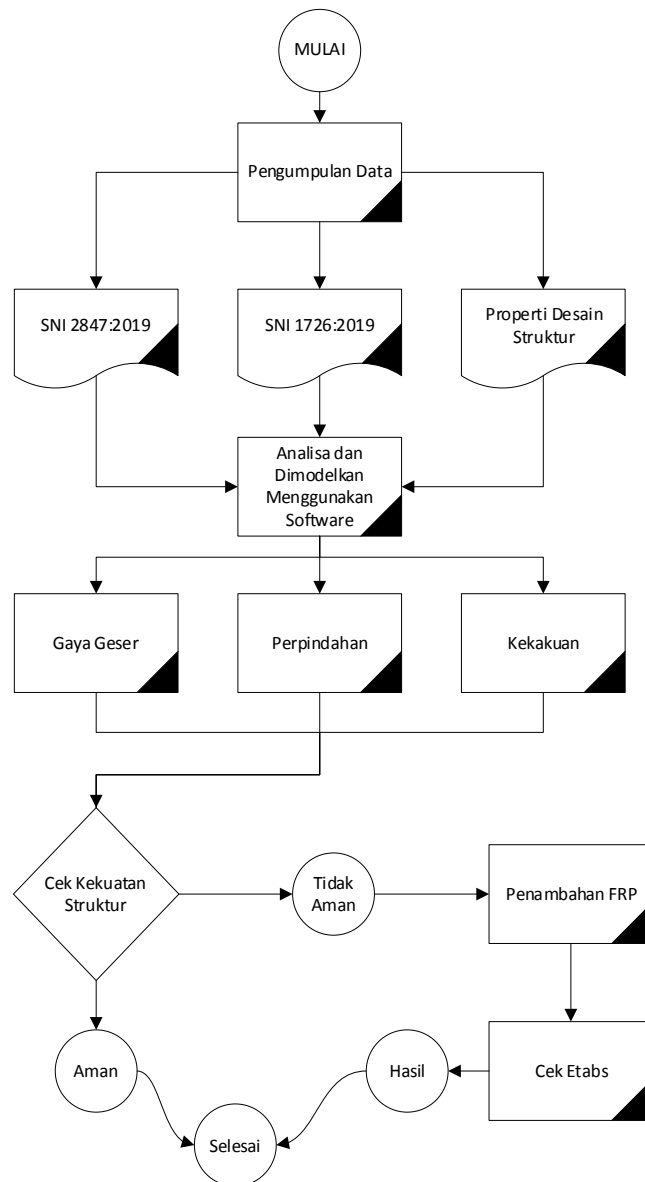 MULAI
Pengumpulan Data
SNI 2847:2019
SNI 1726:2019
Properti Desain
Struktur
Analisa dan
Dimodelkan
Menggunakan
Software
Gaya Geser
Perpindahan
Kekakuan
Cek Kekuatan
Struktur
Tidak
Aman
Penambahan FRP
Aman
Hasil
Cek Etabs
Selesai